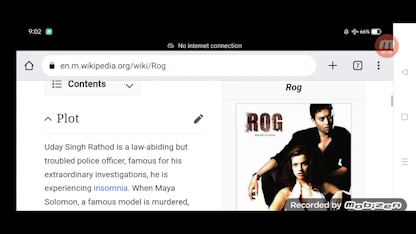 9:02
66%
No internet connection
en.m.wikipedia.org/wiki/Rog
7
Contents
Rog
Plot
ROG
Uday Singh Rathod is a law-abiding but
troubled police officer, famous for his
extraordinary investigations, he is
experiencing insomnia. When Maya
Solomon, a famous model is murdered,
Recorded by
mobizen